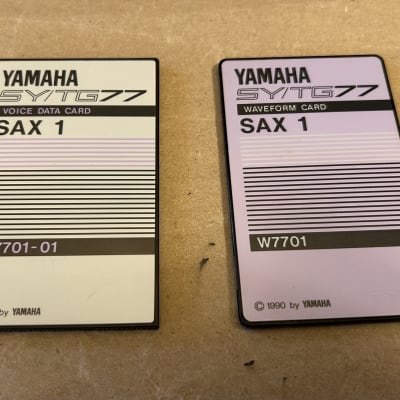 YAMAHA
SY/TG77
VOICE DATA CARD
SAX 1
7701-01
by YAMAHA
YAMAHA
SY/TG77
WAVEFORM CARD
SAX 1
W7701
© 1990 by YAMAHA